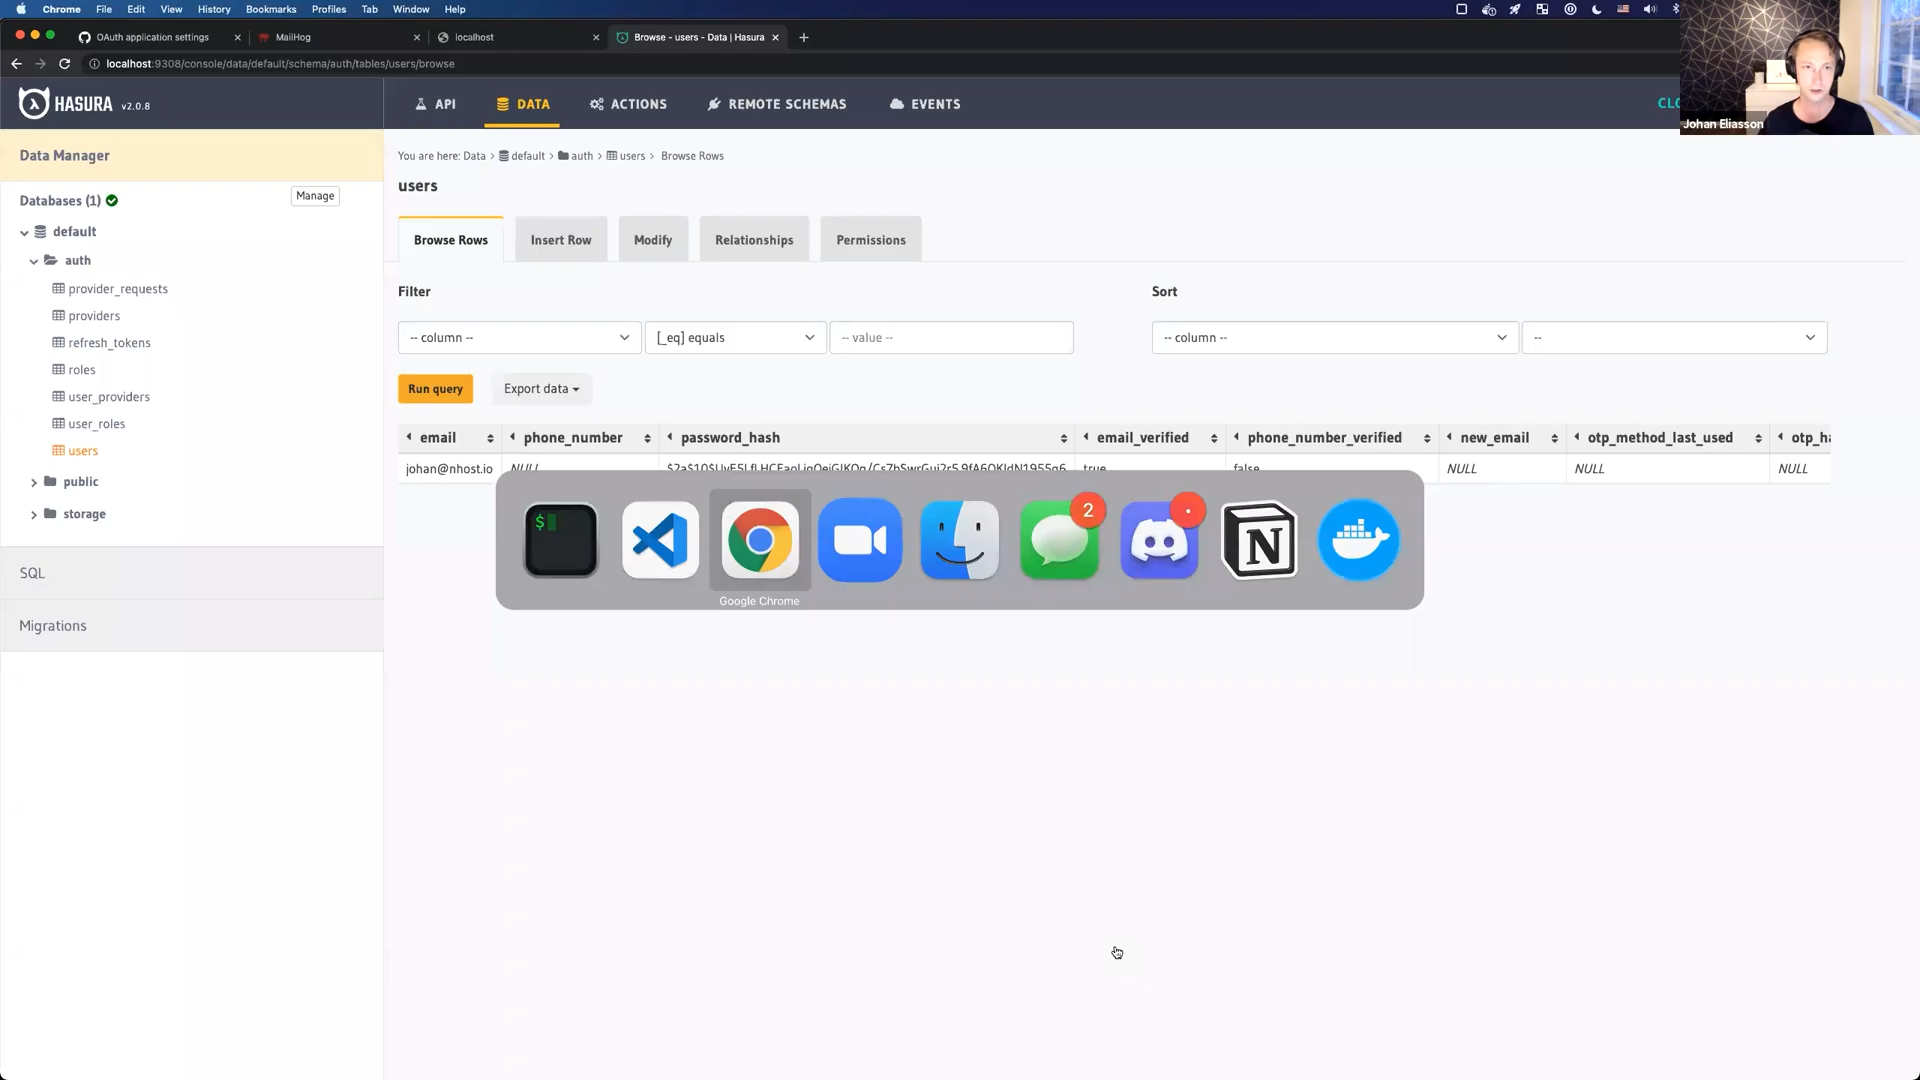 Chrome File Edit View History Bookmarks Profiles Tab Window Help
OAuth application settings
MailHog
localhost
Browse - users - Data | Hasura
localhost:9308/console/data/default/schema/auth/tables/users/browse
Johan Eliasson
HASURA v2.0.8
API
DATA
ACTIONS
REMOTE SCHEMAS
EVENTS
Data Manager
Databases (1)
Manage
default
auth
provider_requests
providers
refresh_tokens
roles
user_providers
user_roles
users
public
storage
SQL
Migrations
You are here: Data > default > auth > users > Browse Rows
users
Browse Rows
Insert Row
Modify
Relationships
Permissions
Filter
Sort
-- column --
[_eq] equals
-- value --
-- column --
--
Run query
Export data
email phone_number password_hash email_verified phone_number_verified new_email otp_method_last_used
johan@nhost.io NULL true false NULL NULL NULL
$
2
N
Google Chrome